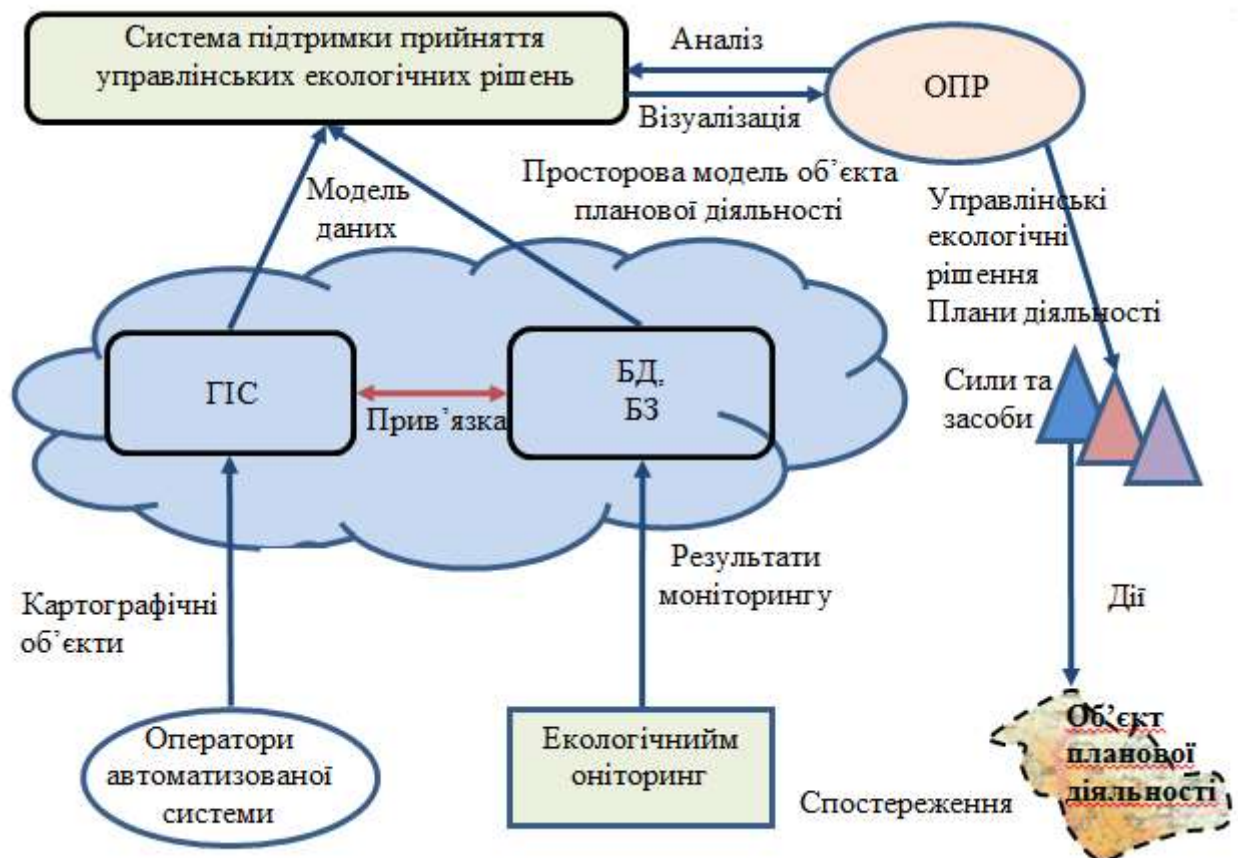 Система підтримки прийняття
управлінських екологічних рішень
Аналіз
ОПР
Візуалізація
Модель
даних
Просторова модель об’єкта
планової діяльності
Управлінські
екологічні
рішення
Плани діяльності
ГІС
Прив’язка
БД,
БЗ
Сили та
засоби
Картографічні
об’єкти
Результати
моніторингу
Дії
Оператори
автоматизованої
системи
Екологічнийм
оніторинг
Спостереження
Об’єкт
планової
діяльності